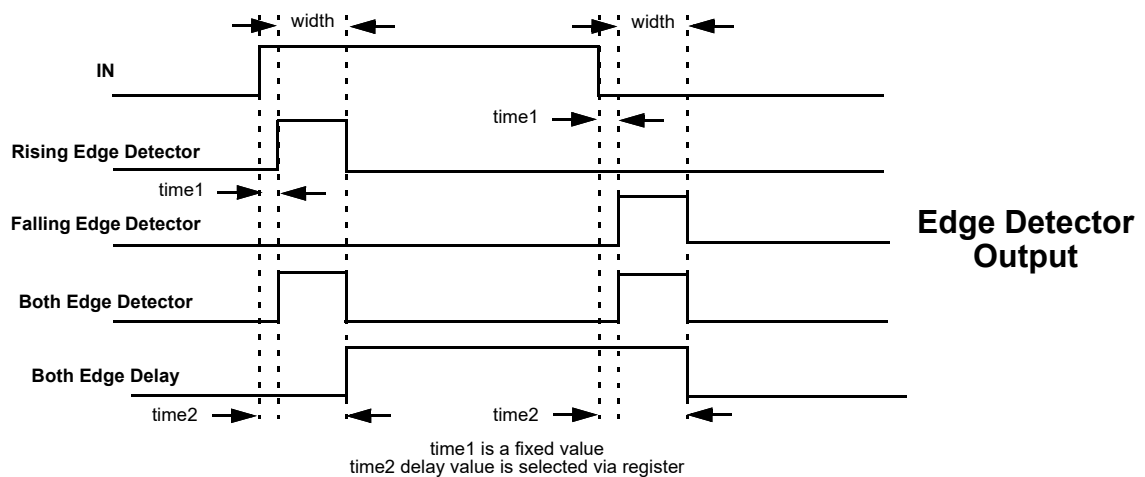 width
width
IN
time1
Rising Edge Detector
time1
Falling Edge Detector
Edge Detector
Output
Both Edge Detector
Both Edge Delay
time2
time2
time1 is a fixed value
time2 delay value is selected via register